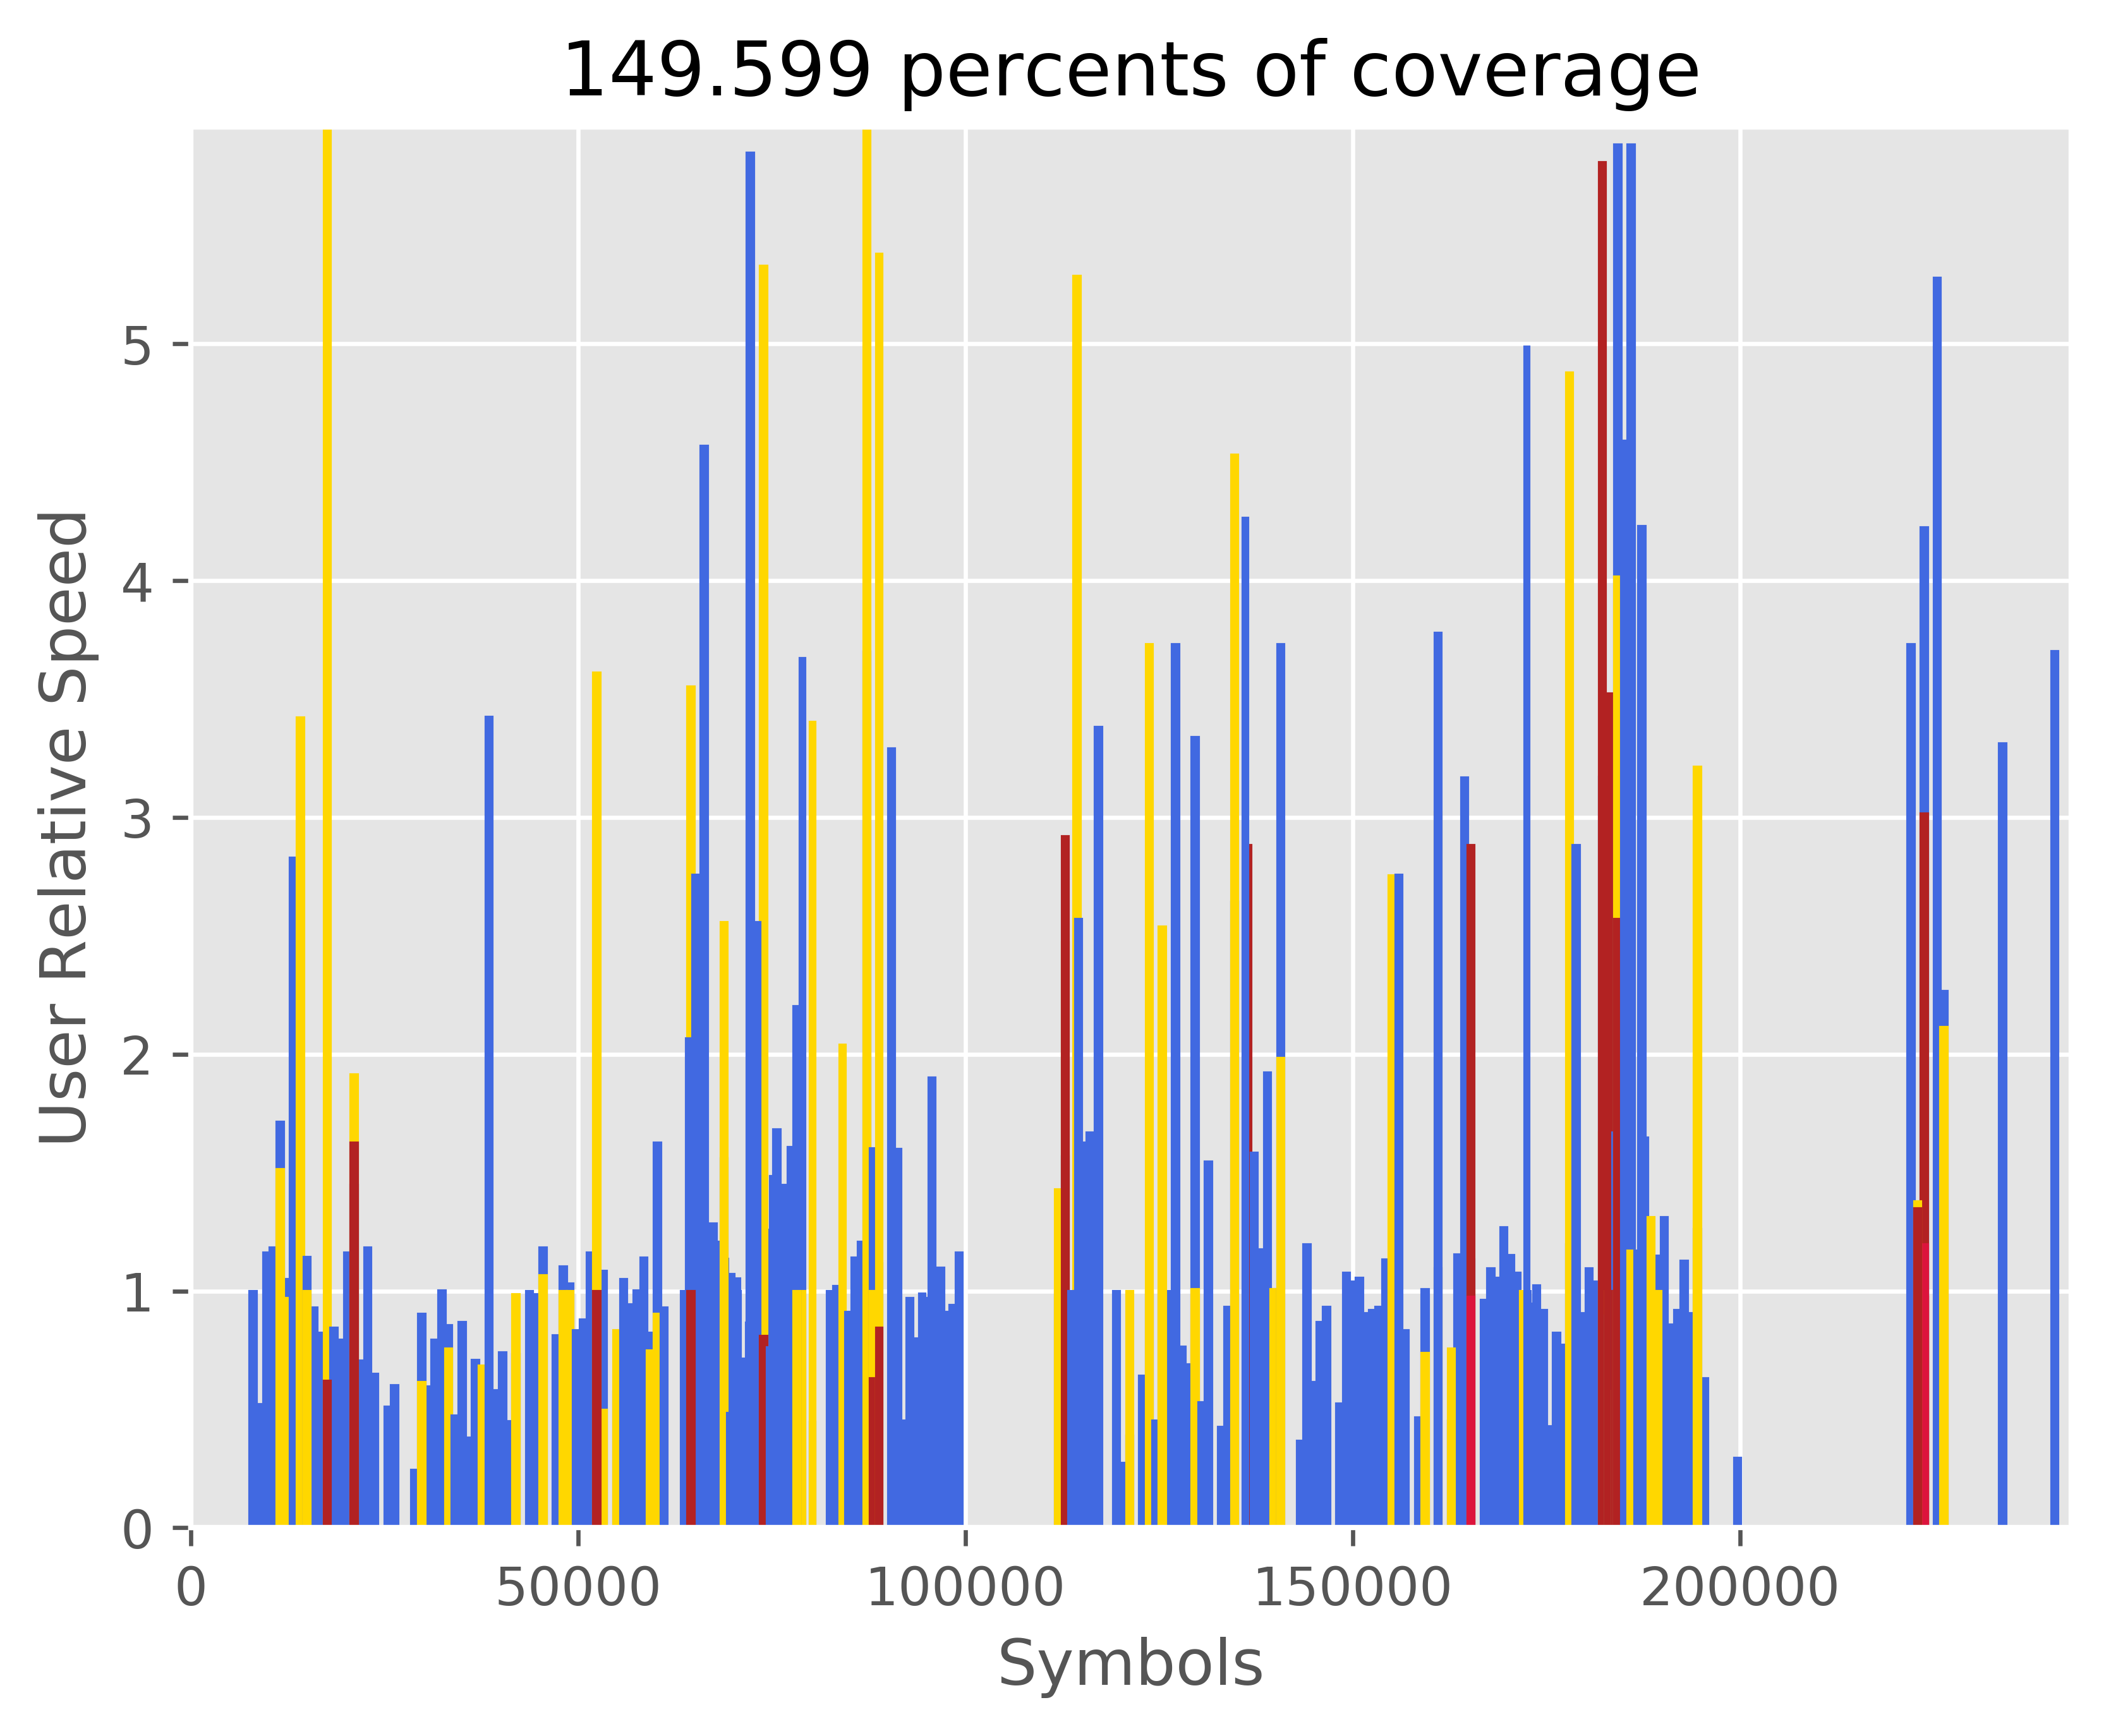 149.599 percents of coverage
User Relative Speed
5
4
3
2
1
0
0 50000 100000 150000 200000
Symbols